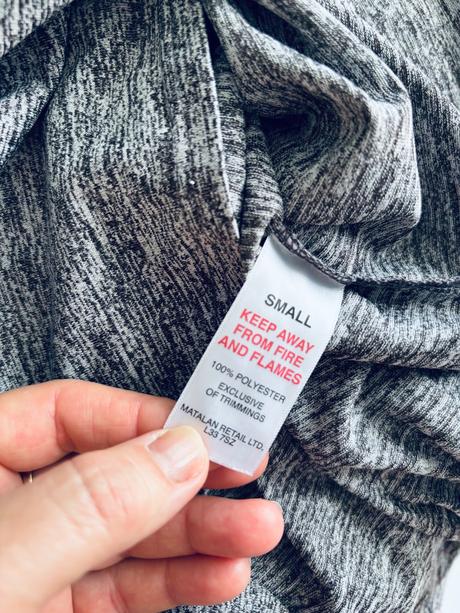 SMALL
KEEP AWAY
FROM FIRE
AND FLAMES
100% POLYESTER
EXCLUSIVE
OF TRIMMINGS
MATALAN RETAIL LTD.
L33 7SZ